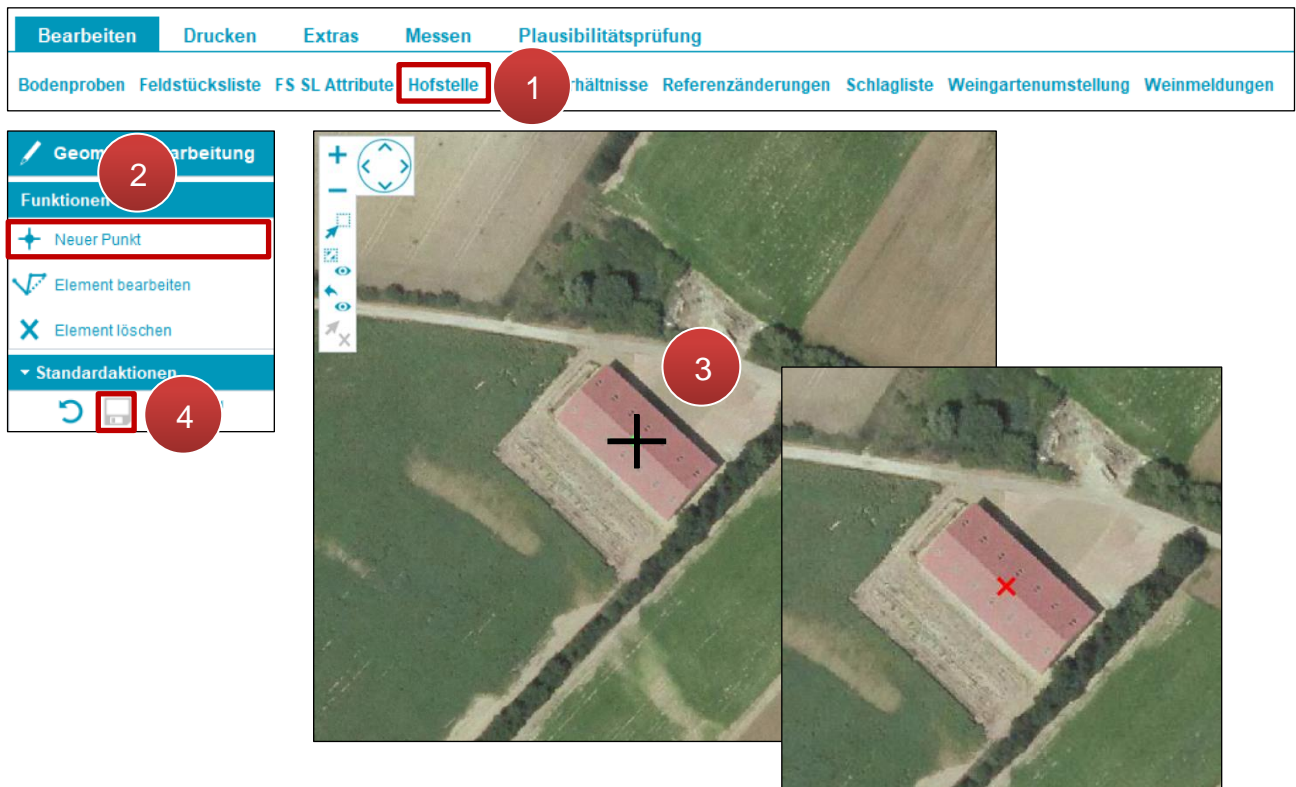 Bearbeiten Drucken Extras Messen Plausibilitätsprüfung
Bodenproben Feldstücksliste FS SL Attribute Hofstelle 1 hältnisse Referenzänderungen Schlagliste Weingartenumstellung Weinmeldungen
Geom arbeitung
2
Funktionen
Neuer Punkt
Element bearbeiten
Element löschen
Standardaktionen
4
3